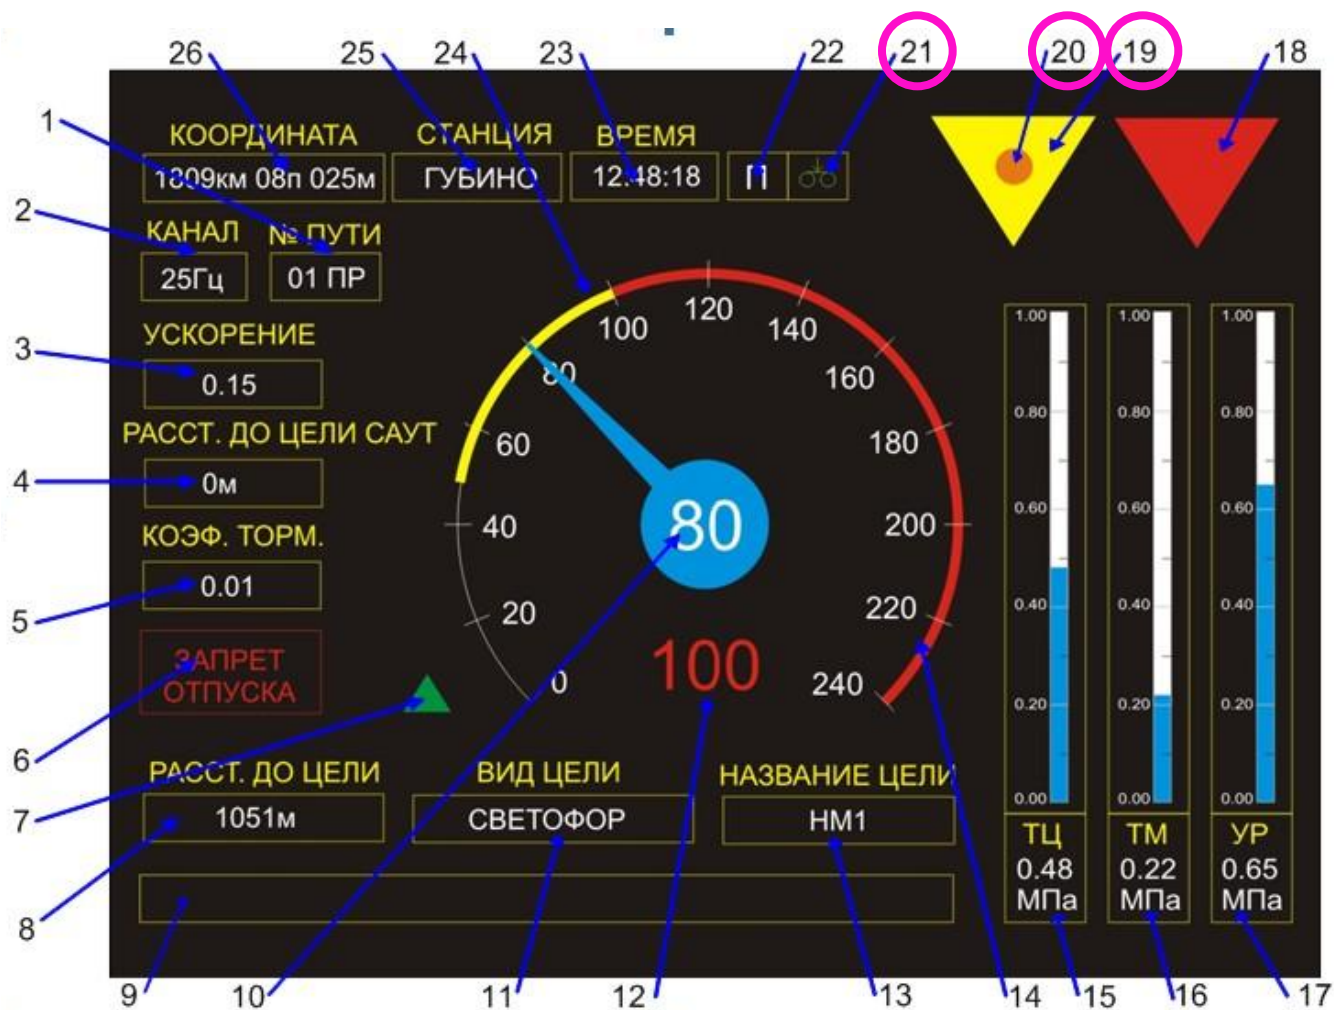 26 25 24 23 22 21 20 19 18
1
КООРДИНАТА СТАНЦИЯ ВРЕМЯ
1809км 08п 025м ГУБИНО 12:48:18 П
2
КАНАЛ № ПУТИ
25Гц 01 ПР
УСКОРЕНИЕ
3
0.15
РАССТ. ДО ЦЕЛИ САУТ
4
0м
КОЭФ. ТОРМ.
0.01
5
ЗАПРЕТ
ОТПУСКА
6
0 20 40 60 80 100 120 140 160 180 200 220 240
80
100
1.00 1.00 1.00
0.80 0.80 0.80
0.60 0.60 0.60
0.40 0.40 0.40
0.20 0.20 0.20
0.00 0.00 0.00
ТЦ ТМ УР
0.48 0.22 0.65
МПа МПа МПа
РАССТ. ДО ЦЕЛИ ВИД ЦЕЛИ НАЗВАНИЕ ЦЕЛИ
7
1051м СВЕТОФОР НМ1
8
9 10 11 12 13 14 15 16 17